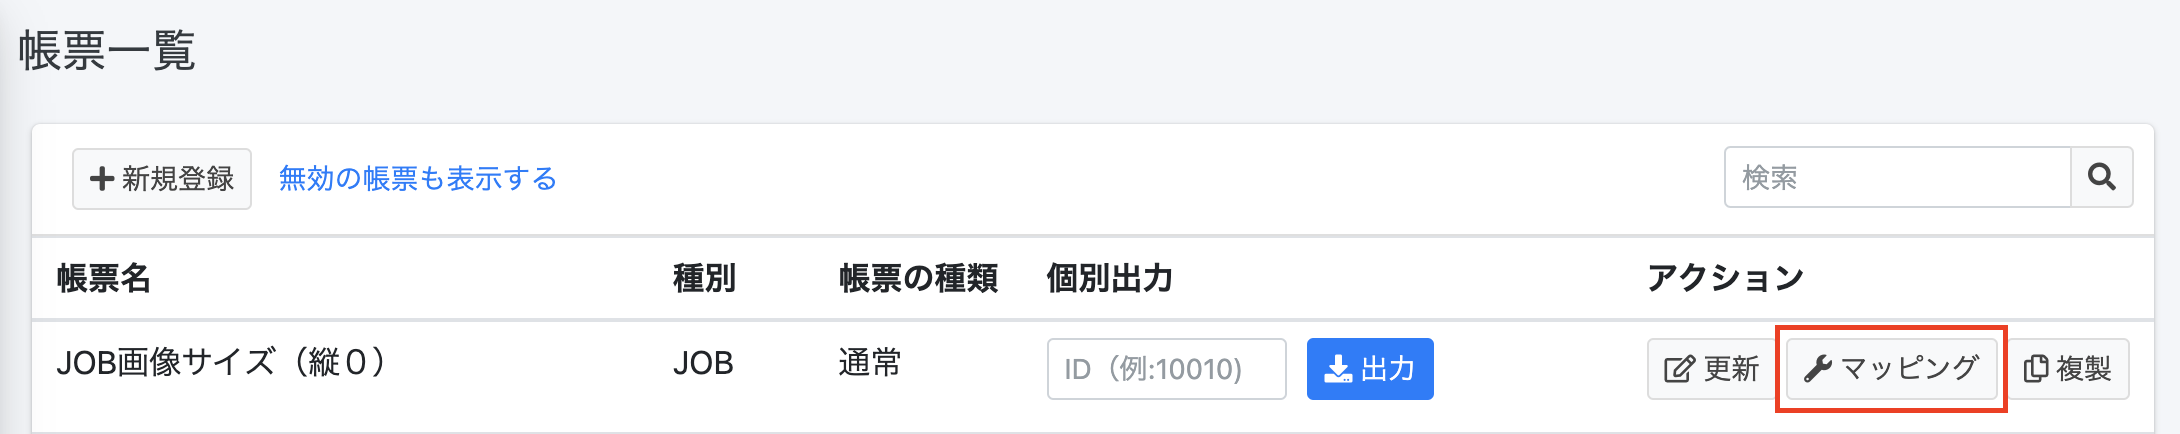 帳票一覧
新規登録 無効の帳票も表示する 検索
帳票名 種別 帳票の種類 個別出力 アクション
JOB画像サイズ（縦０） JOB 通常 ID（例:10010) 出力 更新 マッピング 複製